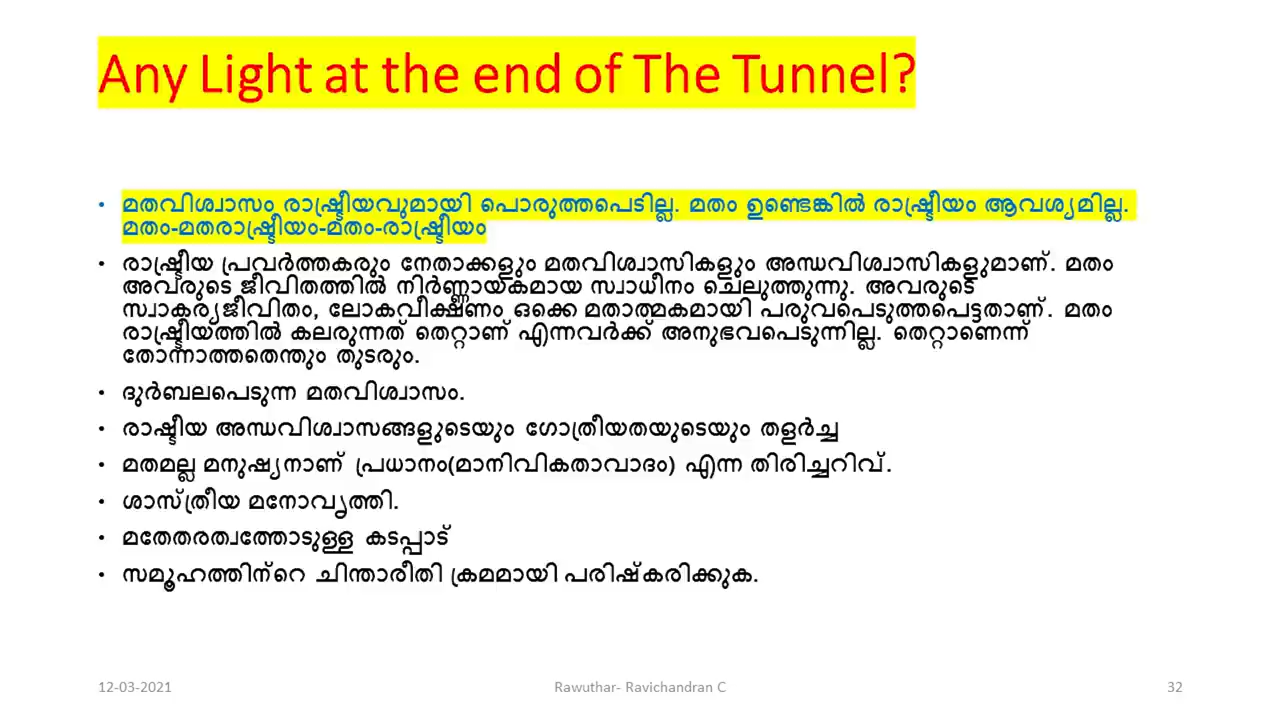 Any Light at the end of The Tunnel?
• മതവിശ്വാസം രാഷ്ട്രീയവുമായി പൊരുത്തപെടില്ല. മതം ഉണ്ടെങ്കിൽ രാഷ്ട്രീയം ആവശ്യമില്ല.
മതം-മതരാഷ്ട്രീയം-മതം-രാഷ്ട്രീയം
• രാഷ്ട്രീയ പ്രവർത്തകരും നേതാക്കളും മതവിശ്വാസികളും അന്ധവിശ്വാസികളുമാണ്. മതം
അവരുടെ ജീവിതത്തിൽ നിർണ്ണായകമായ സ്വാധീനം ചെലുത്തുന്നു. അവരുടെ
സ്വാകര്യജീവിതം, ലോകവീക്ഷണം ഒക്കെ മതാത്മകമായി പരുവപെടുത്തപെട്ടതാണ്. മതം
രാഷ്ട്രീയത്തിൽ കലരുന്നത് തെറ്റാണ് എന്നവർക്ക് അനുഭവപെടുന്നില്ല. തെറ്റാണെന്ന്
തോന്നാത്തതെന്തും തുടരും.
• ദുർബലപെടുന്ന മതവിശ്വാസം.
• രാഷ്ട്രീയ അന്ധവിശ്വാസങ്ങളുടെയും ഗോത്രീയതയുടെയും തളർച്ച
• മതമല്ല മനുഷ്യനാണ് പ്രധാനം(മാനിവികതാവാദം) എന്ന തിരിച്ചറിവ്.
• ശാസ്ത്രീയ മനോവൃത്തി.
• മതേതരത്വത്തോടുള്ള കടപ്പാട്
• സമൂഹത്തിന്റെ ചിന്താരീതി ക്രമമായി പരിഷ്കരിക്കുക.
12-03-2021
Rawuthar- Ravichandran C
32